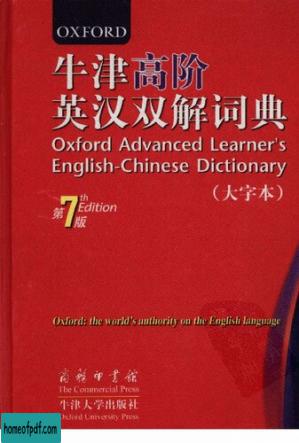 OXFORD
牛津高阶
英汉双解词典
Oxford Advanced Learner's
English-Chinese Dictionary
(大字本)
第7th Edition版
Oxford: the world's authority on the English language
商務印書館
The Commercial Press
牛津大学出版社
Oxford University Press
homeofpdf.com